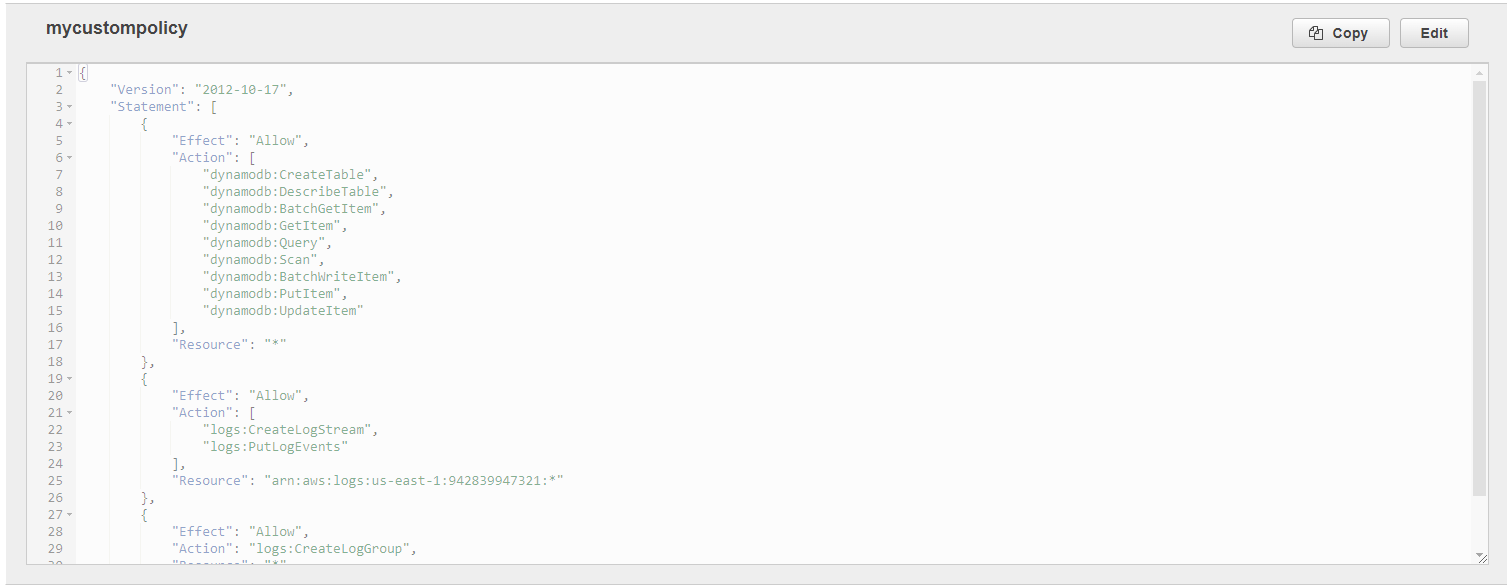 mycustompolicy
Copy
Edit
1 {
2 "Version": "2012-10-17",
3 "Statement": [
4 {
5 "Effect": "Allow",
6 "Action": [
7 "dynamodb:CreateTable",
8 "dynamodb:DescribeTable",
9 "dynamodb:BatchGetItem",
10 "dynamodb:GetItem",
11 "dynamodb:Query",
12 "dynamodb:Scan",
13 "dynamodb:BatchWriteItem",
14 "dynamodb:PutItem",
15 "dynamodb:UpdateItem"
16 ],
17 "Resource": "*"
18 },
19 {
20 "Effect": "Allow",
21 "Action": [
22 "logs:CreateLogStream",
23 "logs:PutLogEvents"
24 ],
25 "Resource": "arn:aws:logs:us-east-1:942839947321:*"
26 },
27 {
28 "Effect": "Allow",
29 "Action": "logs:CreateLogGroup",
30 "Resource": "*"